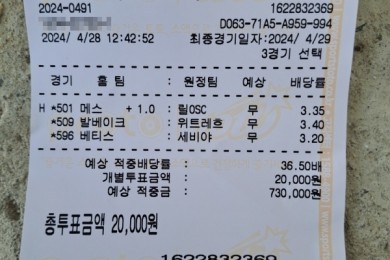 2024-0491 1622832369
D063-71A5-A959-994
2024/ 4/28 12:42:52 최종경기일자:2024/ 4/29
3경기 선택
경기 홈 팀 : 원정팀 예상 배당률
H *501 메스 + 1.0 : 릴OSC 무 3.35
*509 발베이크 : 위트레흐 무 3.40
*596 베티스 : 세비야 무 3.20
예상 적중배당률 36.50배
개별투표금액 20,000원
예상 적중금 730,000원
총투표금액 20,000원
1622832369